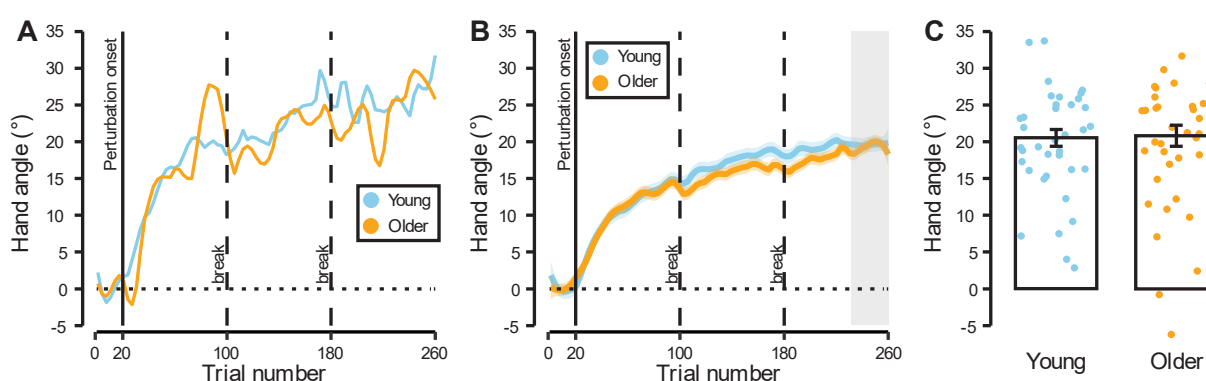 A
Hand angle (°)
35
30
25
20
15
10
5
0
-5
Perturbation onset
break
break
Young
Older
0
20
100
180
260
Trial number
B
Hand angle (°)
35
30
25
20
15
10
5
0
-5
Perturbation onset
break
break
Young
Older
0
20
100
180
260
Trial number
C
Hand angle (°)
35
30
25
20
15
10
5
0
-5
Young
Older